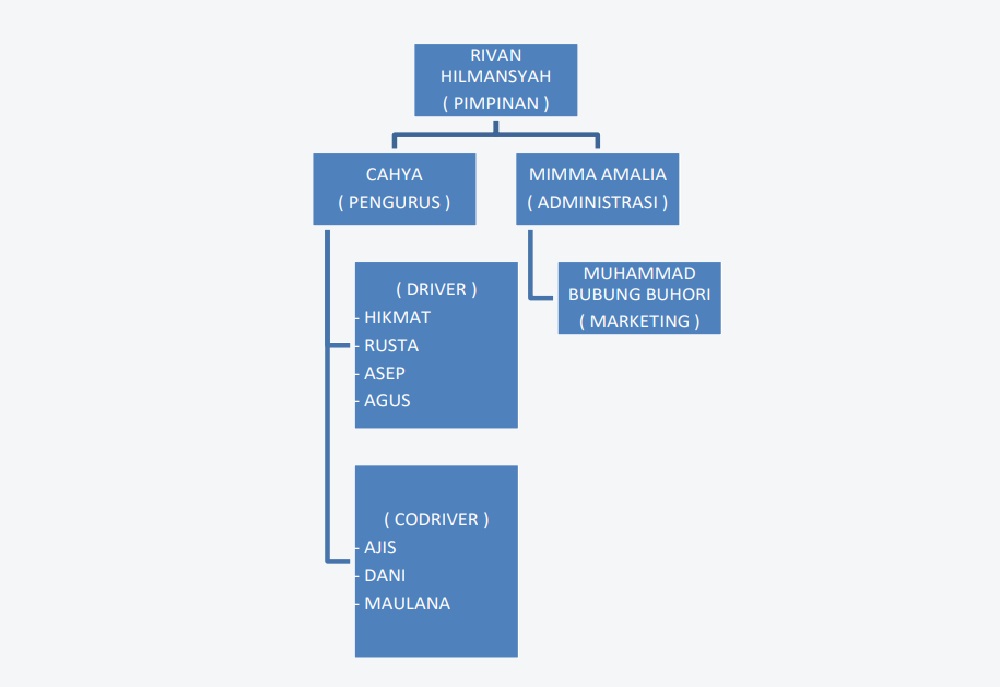 RIVAN
HILMANSYAH
( PIMPINAN )
CAHYA
( PENGURUS )
MIMMA AMALIA
( ADMINISTRASI )
( DRIVER )
- HIKMAT
- RUSTA
- ASEP
- AGUS
MUHAMMAD
BUBUNG BUHORI
( MARKETING )
( CODRIVER )
- AJIS
- DANI
- MAULANA